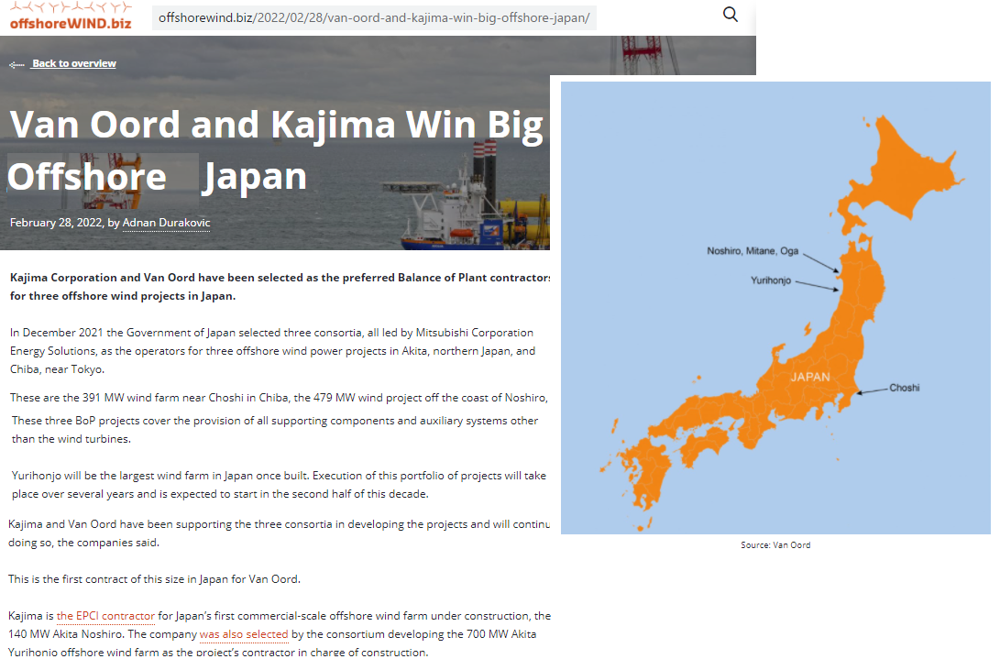 offshoreWIND.biz
offshorewind.biz/2022/02/28/van-oord-and-kajima-win-big-offshore-japan/
Back to overview
Van Oord and Kajima Win Big
Offshore Japan
February 28, 2022, by Adnan Durakovic
Kajima Corporation and Van Oord have been selected as the preferred Balance of Plant contractors
for three offshore wind projects in Japan.
In December 2021 the Government of Japan selected three consortia, all led by Mitsubishi Corporation
Energy Solutions, as the operators for three offshore wind power projects in Akita, northern Japan, and
Chiba, near Tokyo.
These are the 391 MW wind farm near Choshi in Chiba, the 479 MW wind project off the coast of Noshiro,
These three BoP projects cover the provision of all supporting components and auxiliary systems other
than the wind turbines.
Yurihonjo will be the largest wind farm in Japan once built. Execution of this portfolio of projects will take
place over several years and is expected to start in the second half of this decade.
Kajima and Van Oord have been supporting the three consortia in developing the projects and will continu
doing so, the companies said.
This is the first contract of this size in Japan for Van Oord.
Kajima is the EPCI contractor for Japan's first commercial-scale offshore wind farm under construction, the
140 MW Akita Noshiro. The company was also selected by the consortium developing the 700 MW Akita
Yurihonjo offshore wind farm as the project's contractor in charge of construction.
Noshiro, Mitane, Oga
Yurihonjo
JAPAN
Choshi
Source: Van Oord